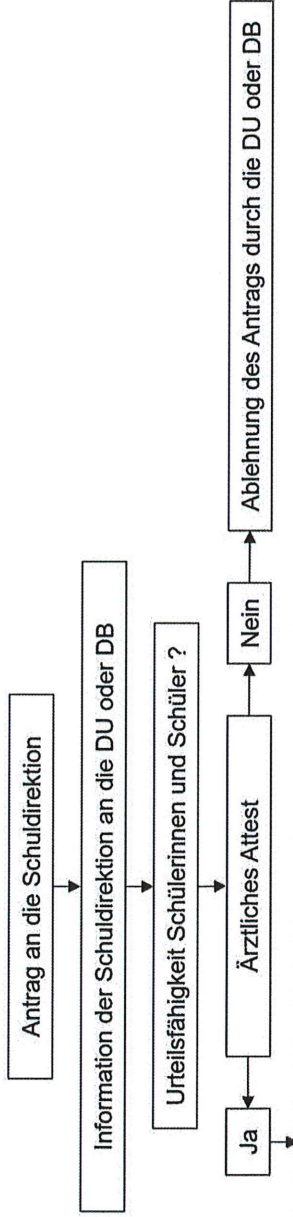 Antrag an die Schuldirektion
Information der Schuldirektion an die DU oder DB
Urteilsfähigkeit Schülerinnen und Schüler ?
Ja
Ärztliches Attest
Nein
Ablehnung des Antrags durch die DU oder DB